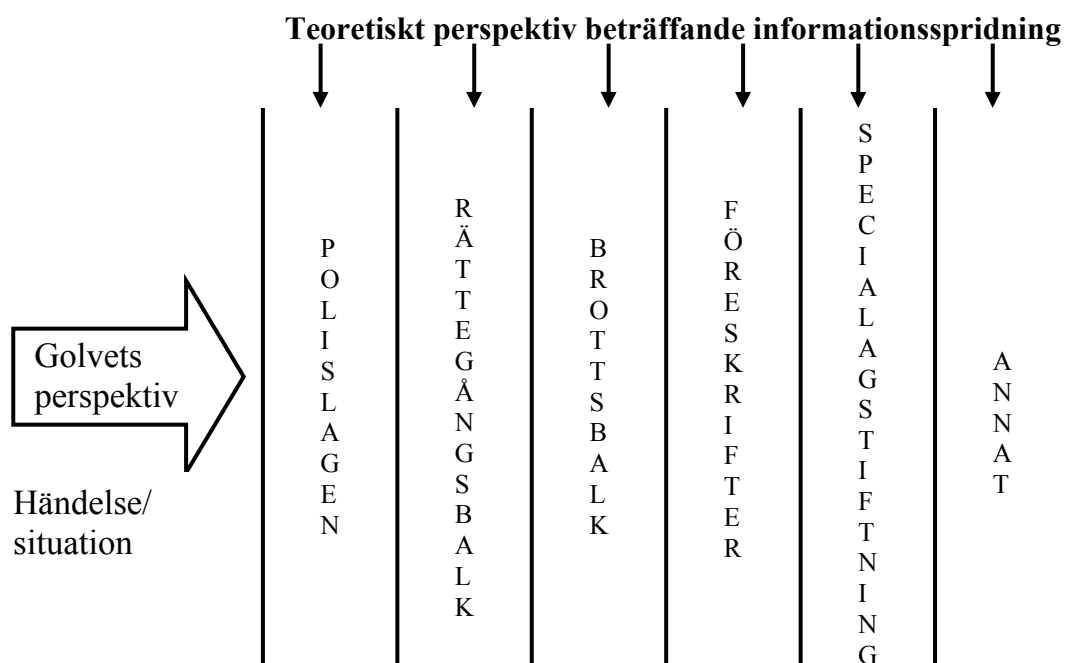 Teoretiskt perspektiv beträffande informationsspridning
Golvets
perspektiv
Händelse/
situation
POLISLAGEN
RÄTTEGÅNGSBALK
BROTTSBALK
FÖRESKRIFTER
SPECIALAGSTIFTNING
ANNAT